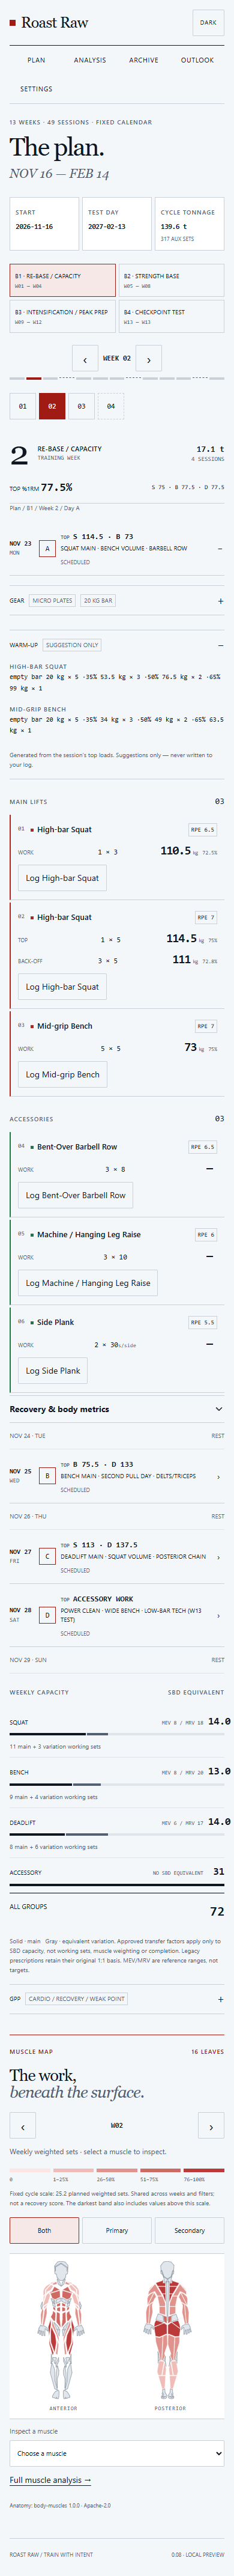 Roast Raw
DARK
PLAN ANALYSIS ARCHIVE OUTLOOK
SETTINGS
13 WEEKS · 49 SESSIONS · FIXED CALENDAR
The plan.
NOV 16 — FEB 14
START
2026-11-16
TEST DAY
2027-02-13
CYCLE TONNAGE
139.6 t
317 AUX SETS
B1 · RE-BASE / CAPACITY
W01 — W04
B2 · STRENGTH BASE
W05 — W08
B3 · INTENSIFICATION / PEAK PREP
W09 — W12
B4 · CHECKPOINT TEST
W13 — W13
‹ WEEK 02 ›
01 02 03 04
2 RE-BASE / CAPACITY
TRAINING WEEK
17.1 t
4 SESSIONS
TOP %1RM 77.5%
S 75 · B 77.5 · D 77.5
Plan / B1 / Week 2 / Day A
NOV 23
MON
A
TOP S 114.5 · B 73
SQUAT MAIN · BENCH VOLUME · BARBELL ROW
SCHEDULED
−
GEAR MICRO PLATES 20 KG BAR +
WARM-UP SUGGESTION ONLY −
HIGH-BAR SQUAT
empty bar 20 kg × 5 ·35% 53.5 kg × 3 ·50% 76.5 kg × 2 ·65%
99 kg × 1
MID-GRIP BENCH
empty bar 20 kg × 5 ·35% 34 kg × 3 ·50% 49 kg × 2 ·65% 63.5
kg × 1
Generated from the session's top loads. Suggestions only — never written to
your log.
MAIN LIFTS 03
01 High-bar Squat RPE 6.5
WORK 1 × 3 110.5 kg 72.5%
Log High-bar Squat
02 High-bar Squat RPE 7
TOP 1 × 5 114.5 kg 75%
BACK-OFF 3 × 5 111 kg 72.8%
Log High-bar Squat
03 Mid-grip Bench RPE 7
WORK 5 × 5 73 kg 75%
Log Mid-grip Bench
ACCESSORIES 03
04 Bent-Over Barbell Row RPE 6.5
WORK 3 × 8 —
Log Bent-Over Barbell Row
05 Machine / Hanging Leg Raise RPE 6
WORK 3 × 10 —
Log Machine / Hanging Leg Raise
06 Side Plank RPE 5.5
WORK 2 × 30s/side —
Log Side Plank
Recovery & body metrics
NOV 24 · TUE REST
NOV 25
WED
B
TOP B 75.5 · D 133
BENCH MAIN · SECOND PULL DAY · DELTS/TRICEPS
SCHEDULED
›
NOV 26 · THU REST
NOV 27
FRI
C
TOP S 113 · D 137.5
DEADLIFT MAIN · SQUAT VOLUME · POSTERIOR CHAIN
SCHEDULED
›
NOV 28
SAT
D
TOP ACCESSORY WORK
POWER CLEAN · WIDE BENCH · LOW-BAR TECH (W13
TEST)
SCHEDULED
›
NOV 29 · SUN REST
WEEKLY CAPACITY SBD EQUIVALENT
SQUAT MEV 8 / MRV 18 14.0
11 main + 3 variation working sets
BENCH MEV 8 / MRV 20 13.0
9 main + 4 variation working sets
DEADLIFT MEV 6 / MRV 17 14.0
8 main + 6 variation working sets
ACCESSORY NO SBD EQUIVALENT 31
ALL GROUPS 72
Solid · main Gray · equivalent variation. Approved transfer factors apply only to
SBD capacity, not working sets, muscle weighting or completion. Legacy
prescriptions retain their original 1:1 basis. MEV/MRV are reference ranges, not
targets.
GPP CARDIO / RECOVERY / WEAK POINT +
MUSCLE MAP 16 LEAVES
The work,
beneath the surface.
‹ W02 ›
Weekly weighted sets · select a muscle to inspect.
0 1–25% 26–50% 51–75% 76–100%
Fixed cycle scale: 25.2 planned weighted sets. Shared across weeks and filters;
not a recovery score. The darkest band also includes values above this scale.
Both Primary Secondary
ANTERIOR POSTERIOR
Inspect a muscle
Choose a muscle
Full muscle analysis →
Anatomy: body-muscles 1.0.0 · Apache-2.0
ROAST RAW / TRAIN WITH INTENT 0.08 · LOCAL PREVIEW